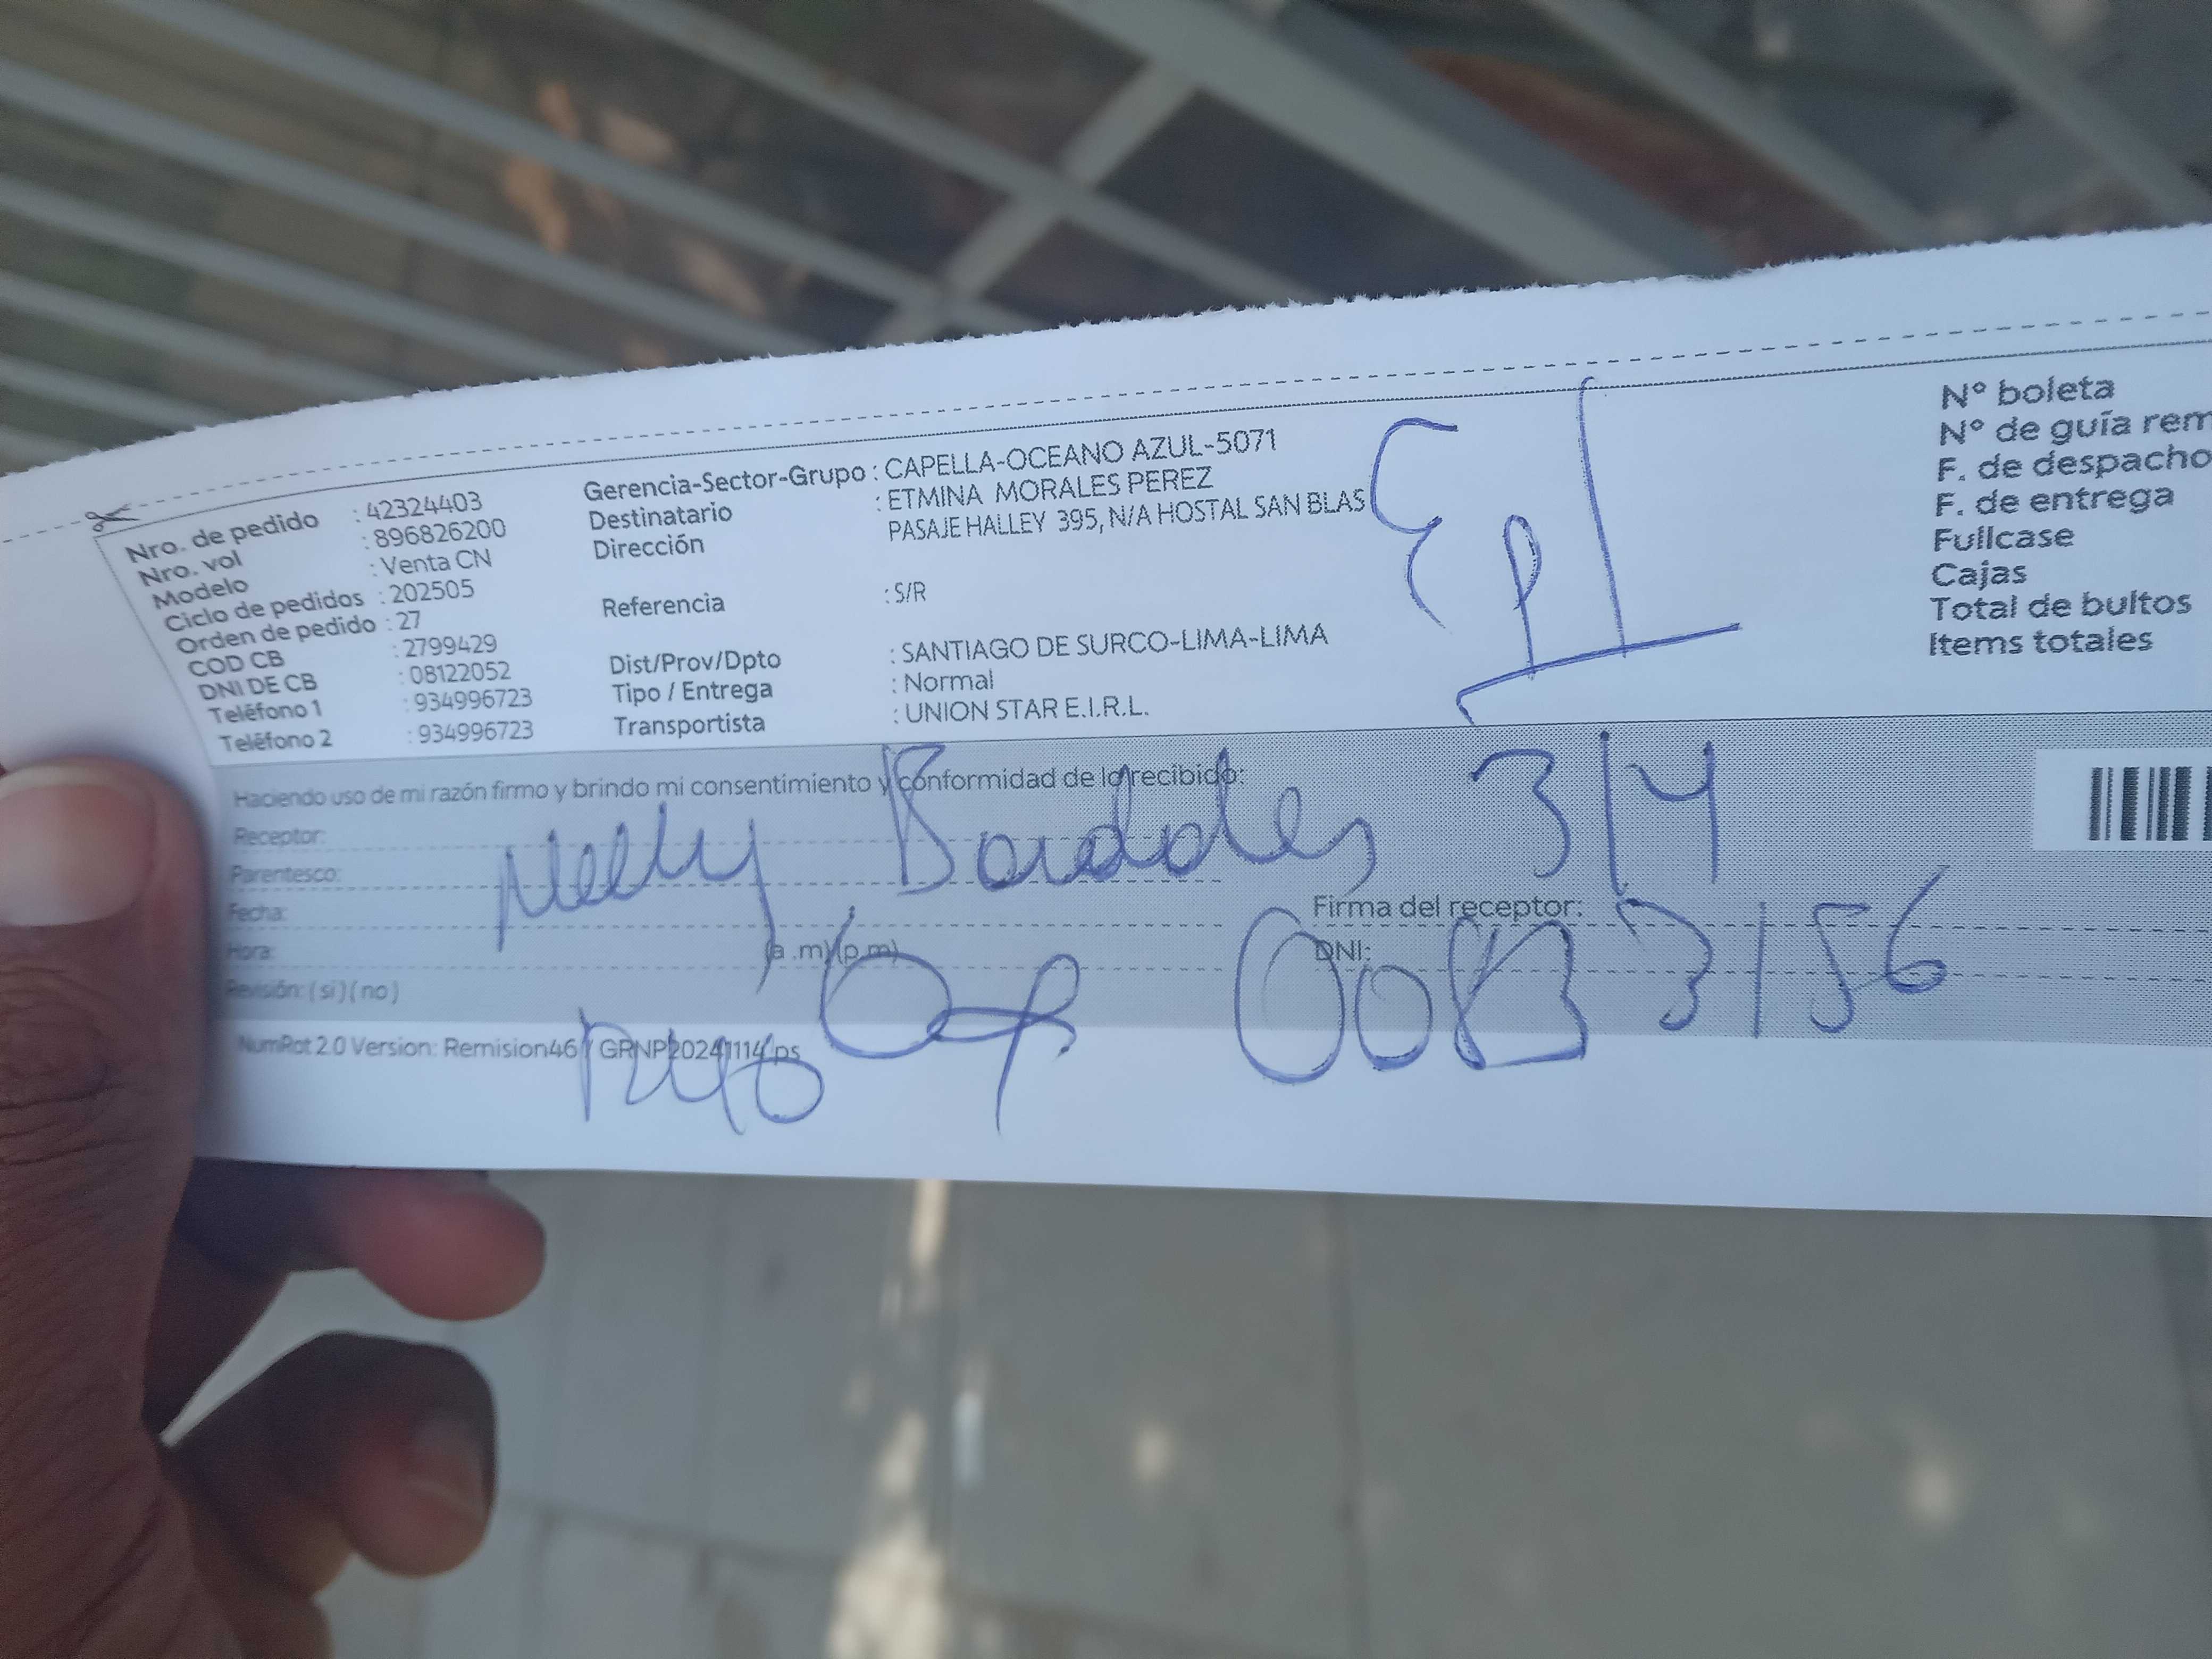 Nro. de pedido : 42324403
Nro. vol : 896826200
Modelo : Venta CN
Ciclo de pedidos : 202505
Orden de pedido : 27
COD CB : 2799429
DNI DE CB : 08122052
Teléfono 1 : 934996723
Teléfono 2 : 934996723
Gerencia-Sector-Grupo : CAPELLA-OCEANO AZUL-5071
Destinatario : ETMINA MORALES PEREZ
Dirección PASAJE HALLEY 395, N/A HOSTAL SAN BLAS
Referencia : S/R
Dist/Prov/Dpto : SANTIAGO DE SURCO-LIMA-LIMA
Tipo / Entrega : Normal
Transportista : UNION STAR E.I.R.L.
N° boleta
N° de guía rem
F. de despacho
F. de entrega
Fullcase
Cajas
Total de bultos
Items totales
Haciendo uso de mi razón firmo y brindo mi consentimiento y conformidad de lo recibido:
Receptor:
Parentesco:
Nelly 3/4
Fecha:
Firma del receptor:
Hora: (a .m)(p.m)
DNI:
Revisión: ( si ) ( no )
NumRot 2.0 Version: Remision46 / GRNP20241114.ps